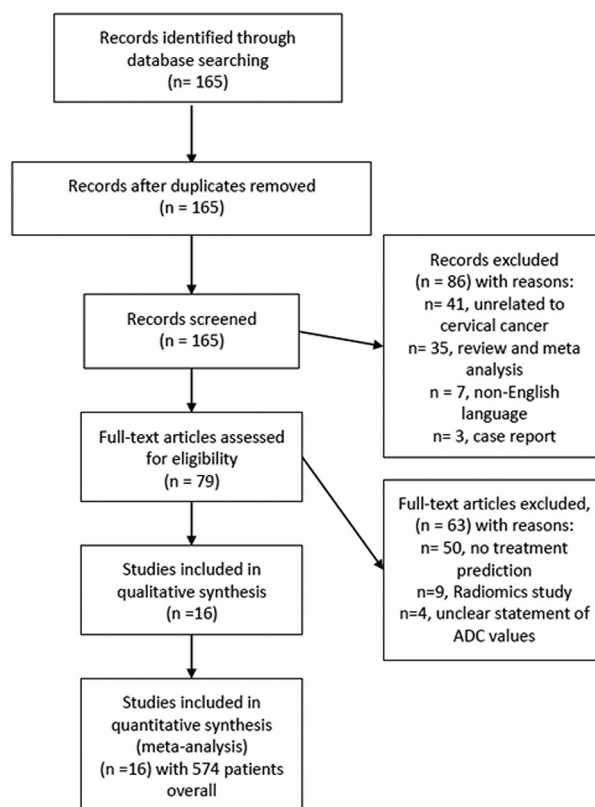 Records identified through
database searching
(n= 165)
Records after duplicates removed
(n = 165)
Records screened
(n = 165)
Records excluded
(n = 86) with reasons:
n= 41, unrelated to
cervical cancer
n= 35, review and meta
analysis
n = 7, non-English
language
n= 3, case report
Full-text articles assessed
for eligibility
(n = 79)
Full-text articles excluded,
(n = 63) with reasons:
n= 50, no treatment
prediction
n=9, Radiomics study
n=4, unclear statement of
ADC values
Studies included in
qualitative synthesis
(n =16)
Studies included in
quantitative synthesis
(meta-analysis)
(n =16) with 574 patients
overall